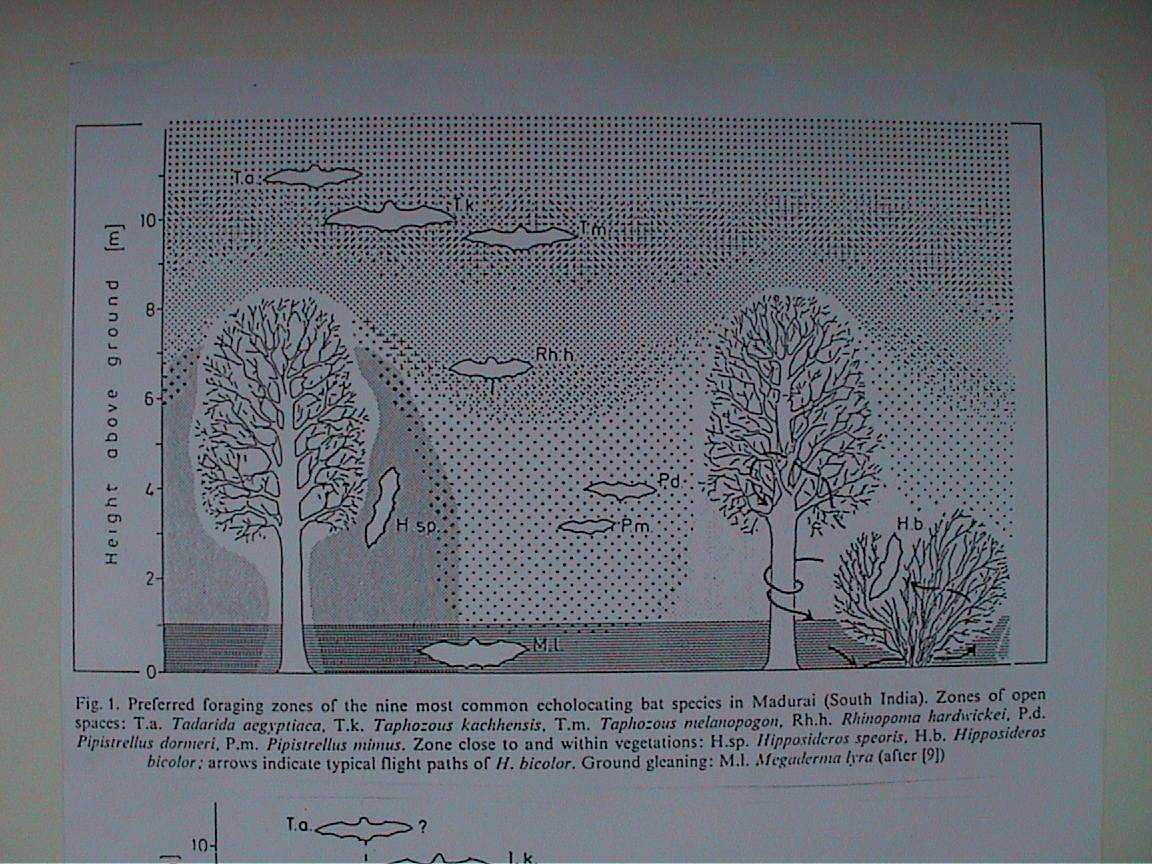 T.a.
T.k.
T.m.
Rh.h.
P.d.
P.m.
H.sp.
H.b.
M.l.
Height above ground [m]
10
8
6
4
2
0
Fig. 1. Preferred foraging zones of the nine most common echolocating bat species in Madurai (South India). Zones of open
spaces: T.a. Tadarida aegyptiaca, T.k. Taphozous kachhensis, T.m. Taphozous melanopogon, Rh.h. Rhinopoma hardwickei, P.d.
Pipistrellus dormeri, P.m. Pipistrellus mimus. Zone close to and within vegetations: H.sp. Hipposideros speoris, H.b. Hipposideros
bicolor; arrows indicate typical flight paths of H. bicolor. Ground gleaning: M.l. Megaderma lyra (after [9])
T.a. ?
10
T.k.